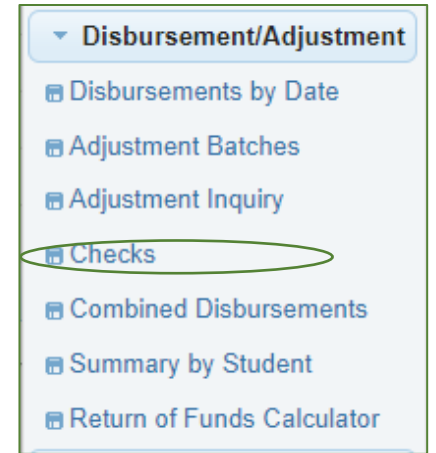 Disbursement/Adjustment
Disbursements by Date
Adjustment Batches
Adjustment Inquiry
Checks
Combined Disbursements
Summary by Student
Return of Funds Calculator